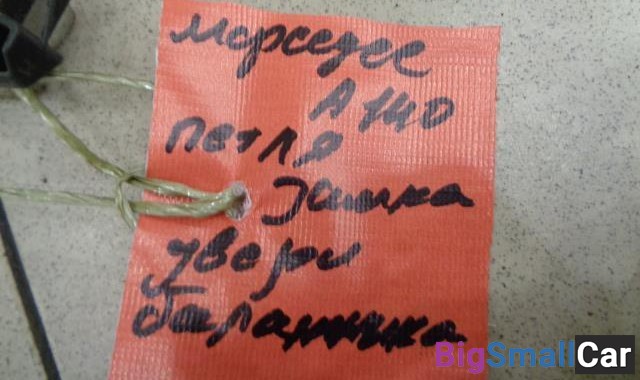 мерседес
А140
петля
замка
двери
багажника
BigSmallCar